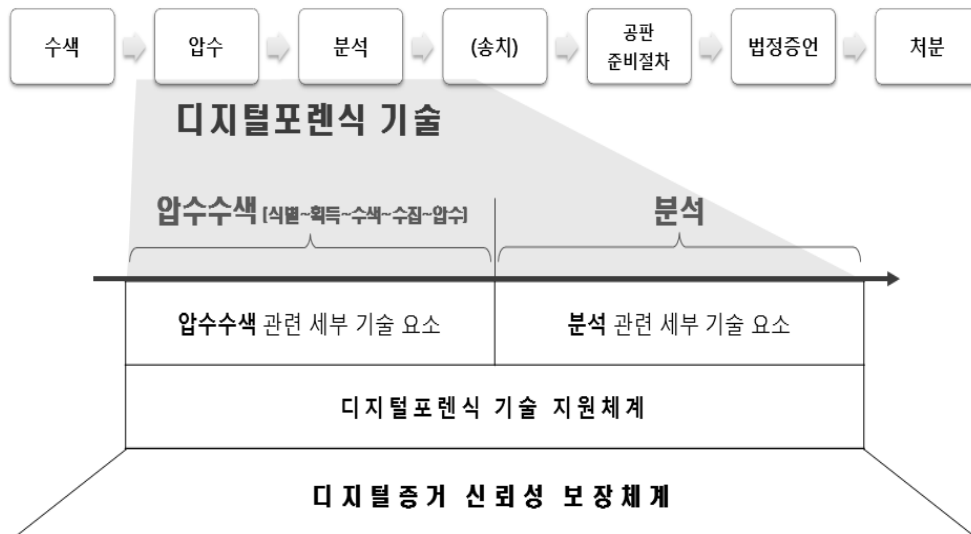 수색
압수
분석
(송치)
공판
준비절차
법정증언
처분
디지털포렌식 기술
압수수색 [식별~획득~수색~수집~압수]
분석
압수수색 관련 세부 기술 요소
분석 관련 세부 기술 요소
디지털포렌식 기술 지원체계
디지털증거 신뢰성 보장체계